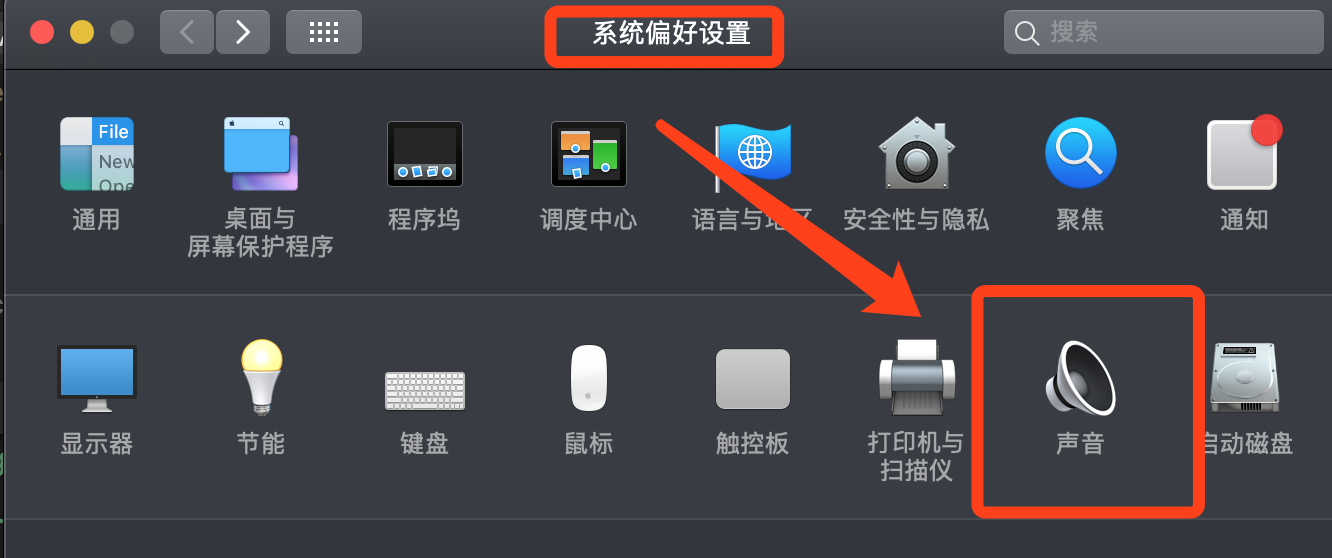 系统偏好设置
搜索
File
New
Open
通用
桌面与
屏幕保护程序
程序坞
调度中心
语言与地区
安全性与隐私
聚焦
通知
显示器
节能
键盘
鼠标
触控板
打印机与
扫描仪
声音
启动磁盘